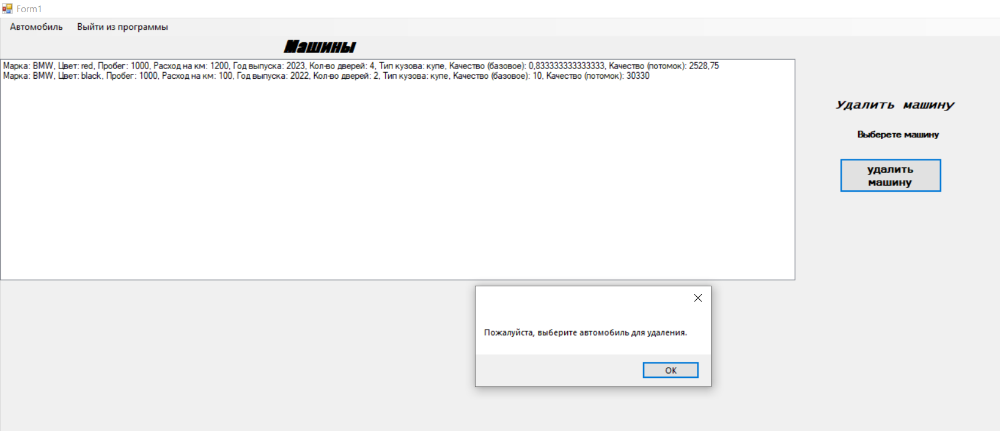 Form1
Автомобиль Выйти из программы
Машины
Марка: BMW, Цвет: red, Пробег: 1000, Расход на км: 1200, Год выпуска: 2023, Кол-во дверей: 4, Тип кузова: купе, Качество (базовое): 0,833333333333333, Качество (потомок): 2528,75
Марка: BMW, Цвет: black, Пробег: 1000, Расход на км: 100, Год выпуска: 2022, Кол-во дверей: 2, Тип кузова: купе, Качество (базовое): 10, Качество (потомок): 30330
Удалить машину
Выберете машину
удалить
машину
Пожалуйста, выберите автомобиль для удаления.
OK